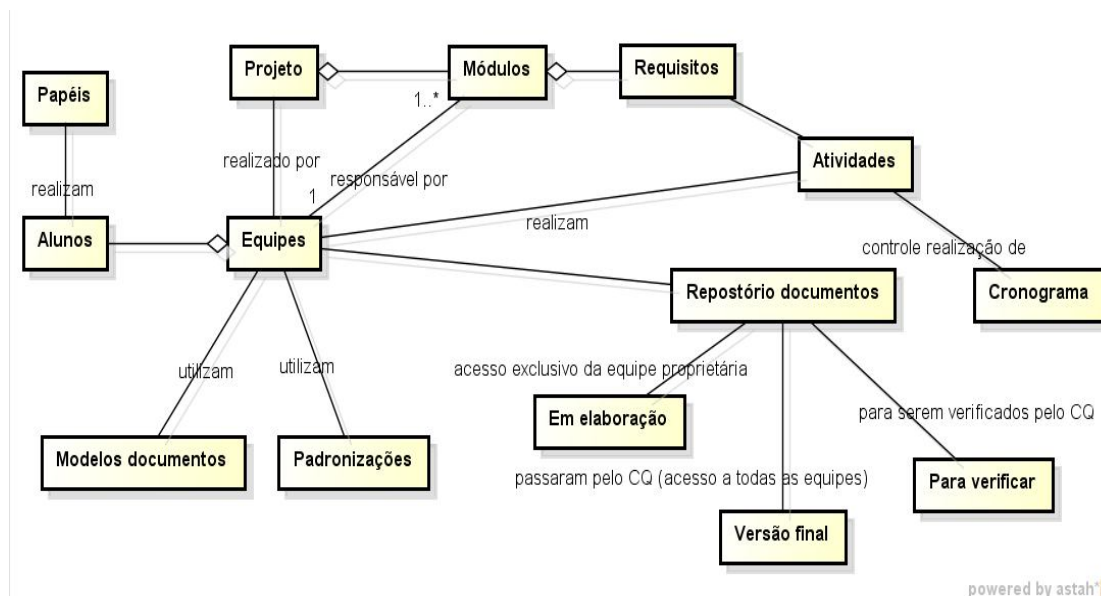 Projeto
Módulos
Requisitos
Papéis
1..*
Atividades
realizado por
responsável por
realizam
1
realizam
Alunos
Equipes
controle realização de
Repostório documentos
Cronograma
utilizam
utilizam
acesso exclusivo da equipe proprietária
Em elaboração
para serem verificados pelo CQ
Modelos documentos
Padronizações
passaram pelo CQ (acesso a todas as equipes)
Para verificar
Versão final
powered by astah*